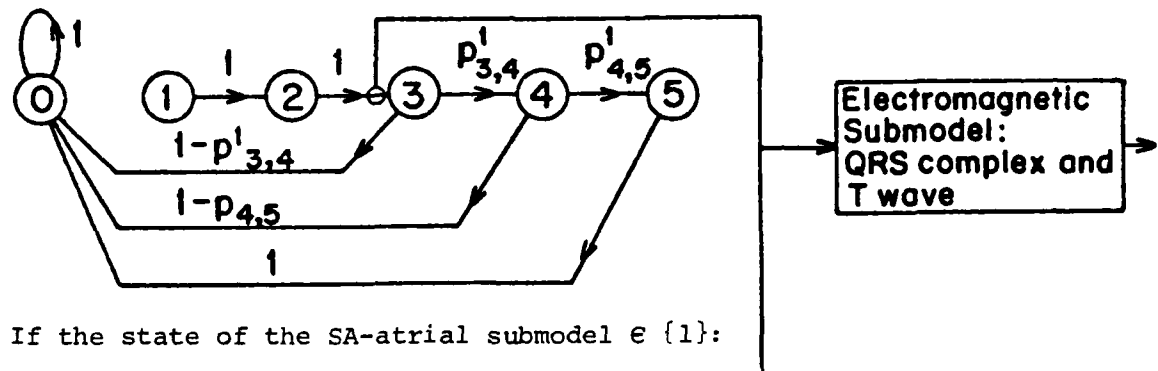 1
1
1
p¹3,4
p¹4,5
0
1
2
3
4
5
1-p¹3,4
1-p4,5
1
Electromagnetic
Submodel:
QRS complex and
T wave
If the state of the SA-atrial submodel ∈ {1}: